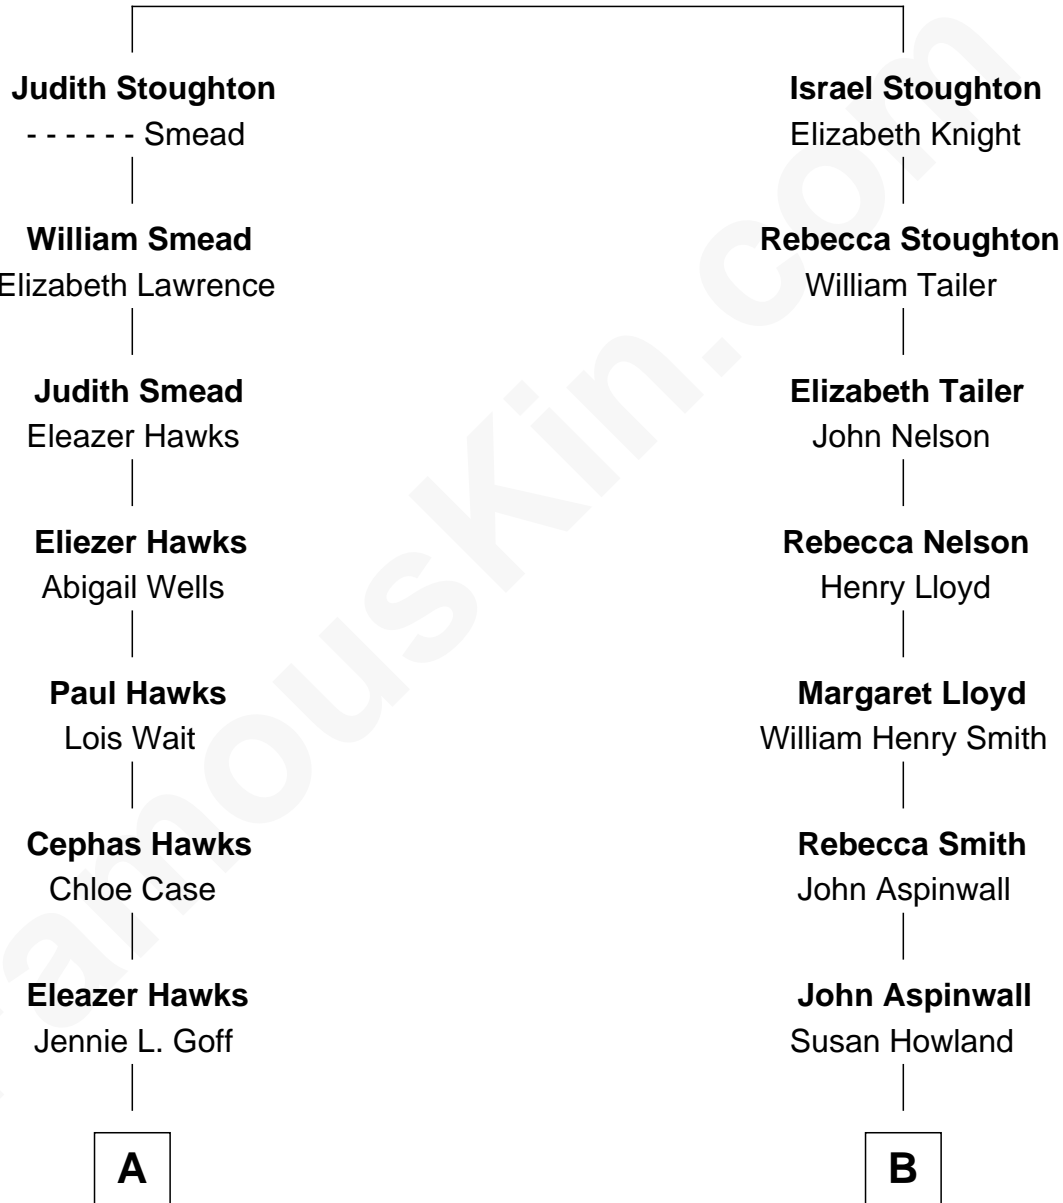 Judith Stoughton
- - - - - - Smead
William Smead
Elizabeth Lawrence
Judith Smead
Eleazer Hawks
Eliezer Hawks
Abigail Wells
Paul Hawks
Lois Wait
Cephas Hawks
Chloe Case
Eleazer Hawks
Jennie L. Goff
A
Israel Stoughton
Elizabeth Knight
Rebecca Stoughton
William Tailer
Elizabeth Tailer
John Nelson
Rebecca Nelson
Henry Lloyd
Margaret Lloyd
William Henry Smith
Rebecca Smith
John Aspinwall
John Aspinwall
Susan Howland
B
FamousKin.com